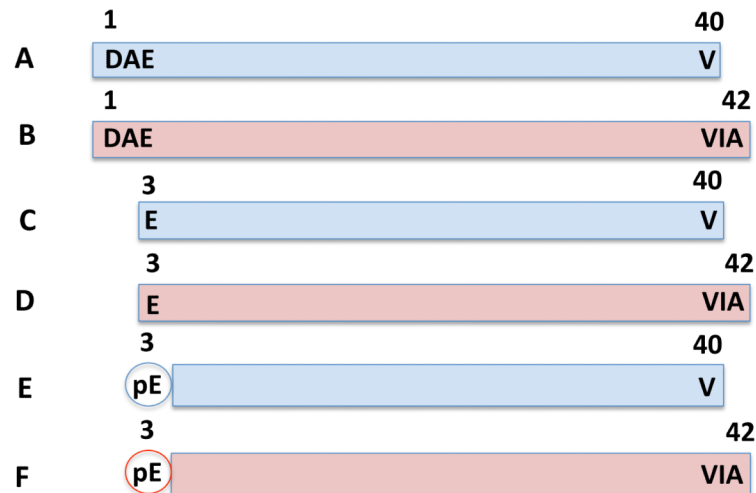 1 40
A DAE V
1 42
B DAE VIA
3 40
C E V
3 42
D E VIA
3 40
E pE V
3 42
F pE VIA